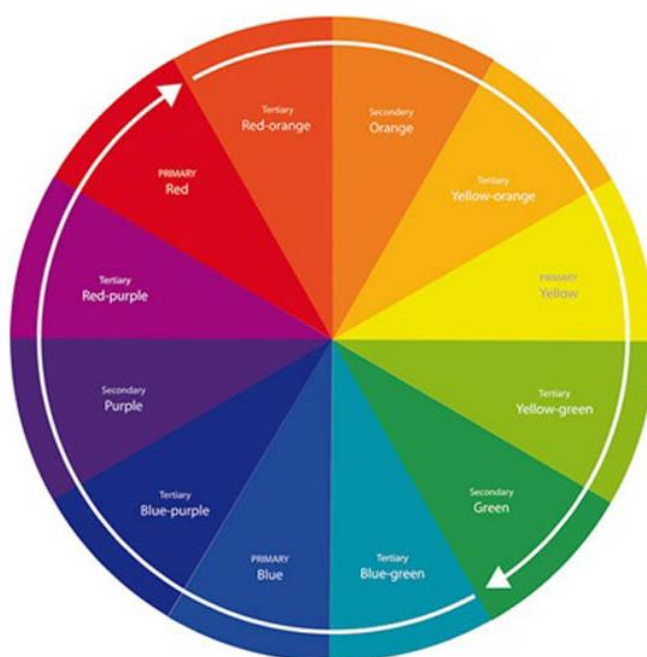 Tertiary
Red-orange
Secondery
Orange
Tertiary
Yellow-orange
PRIMARY
Yellow
Tertiary
Yellow-green
Secondary
Green
Tertiary
Blue-green
PRIMARY
Blue
Tertiary
Blue-purple
Secondary
Purple
Tertiary
Red-purple
PRIMARY
Red